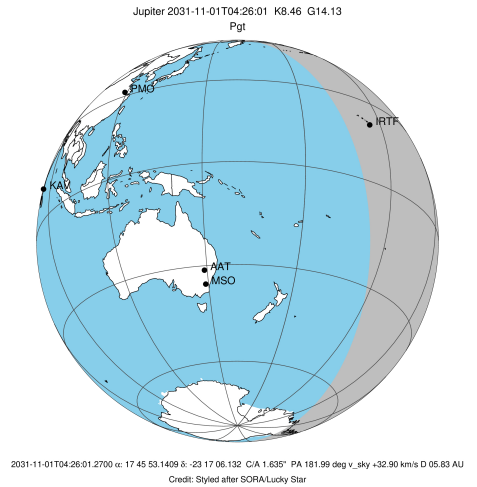 Jupiter 2031-11-01T04:26:01 K8.46 G14.13
Pgt
PMO
IRTF
KAV
AAT
MSO
2031-11-01T04:26:01.2700 α: 17 45 53.1409 δ: -23 17 06.132 C/A 1.635" PA 181.99 deg v_sky +32.90 km/s D 05.83 AU
Credit: Styled after SORA/Lucky Star